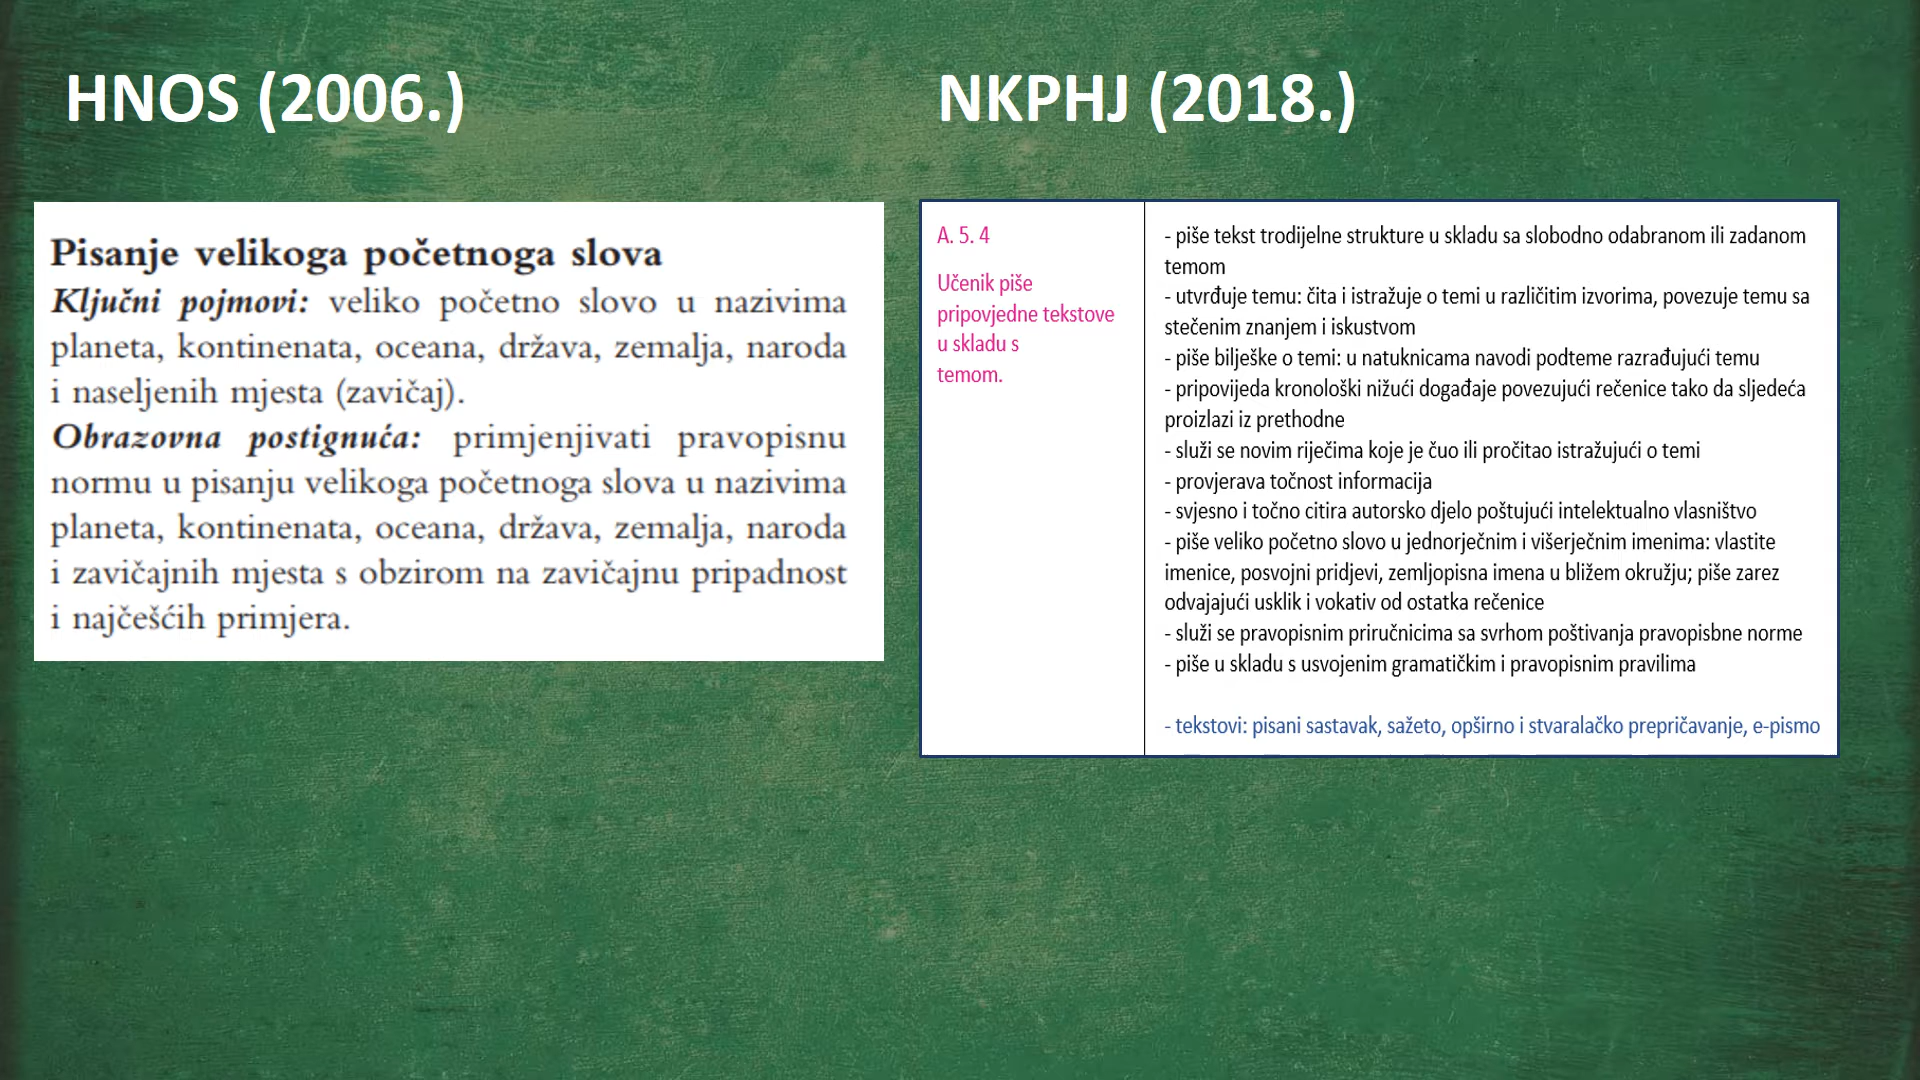 HNOS (2006.)
Pisanje velikoga početnoga slova
Ključni pojmovi: veliko početno slovo u nazivima
planeta, kontinenata, oceana, država, zemalja, naroda
i naseljenih mjesta (zavičaj).
Obrazovna postignuća: primjenjivati pravopisnu
normu u pisanju velikoga početnoga slova u nazivima
planeta, kontinenata, oceana, država, zemalja, naroda
i zavičajnih mjesta s obzirom na zavičajnu pripadnost
i najčešćih primjera.
NKPHJ (2018.)
A. 5. 4
Učenik piše
pripovjedne tekstove
u skladu s
temom.
- piše tekst trodijelne strukture u skladu sa slobodno odabranom ili zadanom
temom
- utvrđuje temu: čita i istražuje o temi u različitim izvorima, povezuje temu sa
stečenim znanjem i iskustvom
- piše bilješke o temi: u natuknicama navodi podteme razrađujući temu
- pripovijeda kronološki nižući događaje povezujući rečenice tako da sljedeća
proizlazi iz prethodne
- služi se novim riječima koje je čuo ili pročitao istražujući o temi
- provjerava točnost informacija
- svjesno i točno citira autorsko djelo poštujući intelektualno vlasništvo
- piše veliko početno slovo u jednorječnim i višerječnim imenima: vlastite
imenice, posvojni pridjevi, zemljopisna imena u bližem okružju; piše zarez
odvajajući usklik i vokativ od ostatka rečenice
- služi se pravopisnim priručnicima sa svrhom poštivanja pravopisbne norme
- piše u skladu s usvojenim gramatičkim i pravopisnim pravilima
- tekstovi: pisani sastavak, sažeto, opširno i stvaralačko prepričavanje, e-pismo